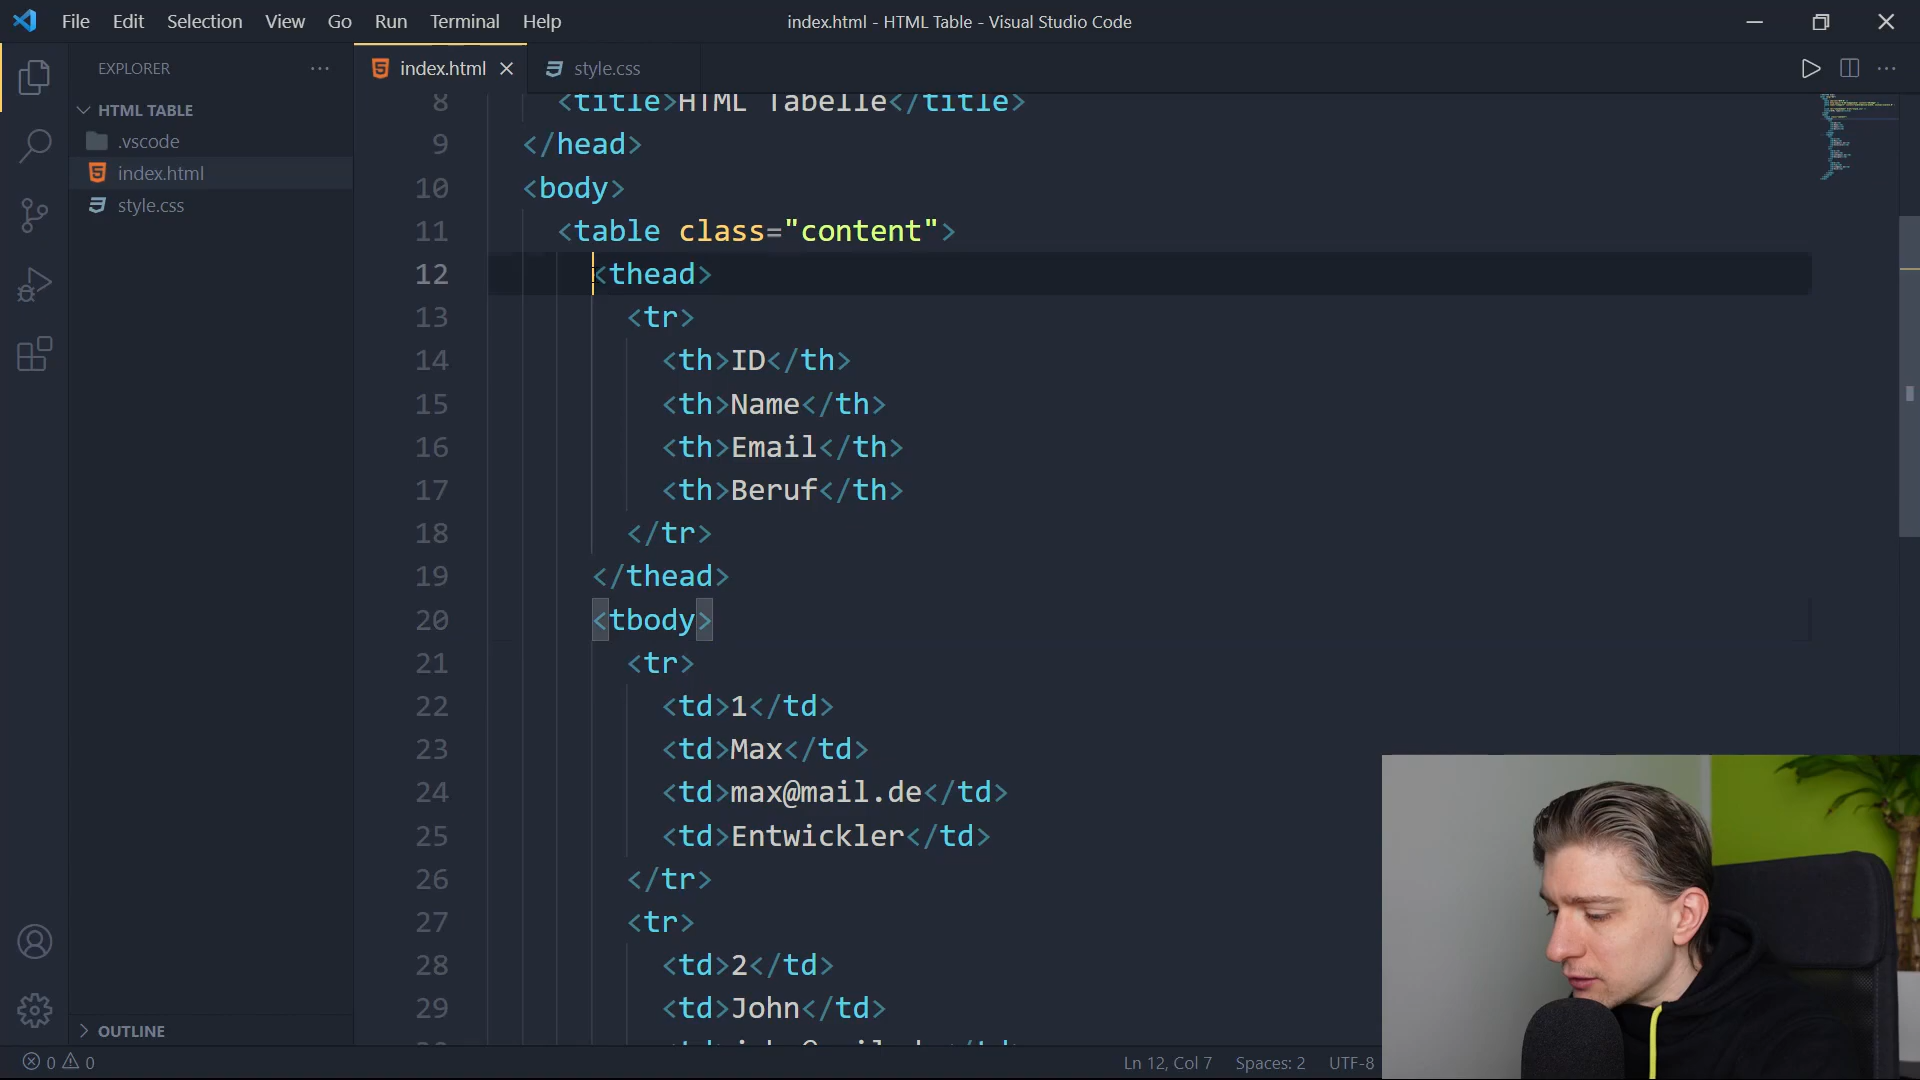 File Edit Selection View Go Run Terminal Help
index.html - HTML Table - Visual Studio Code
EXPLORER
HTML TABLE
.vscode
index.html
style.css
OUTLINE
index.html
style.css
8 <title>HTML Tabelle</title>
9 </head>
10 <body>
11 <table class="content">
12 <thead>
13 <tr>
14 <th>ID</th>
15 <th>Name</th>
16 <th>Email</th>
17 <th>Beruf</th>
18 </tr>
19 </thead>
20 <tbody>
21 <tr>
22 <td>1</td>
23 <td>Max</td>
24 <td>max@mail.de</td>
25 <td>Entwickler</td>
26 </tr>
27 <tr>
28 <td>2</td>
29 <td>John</td>
0 0
Ln 12, Col 7 Spaces: 2 UTF-8